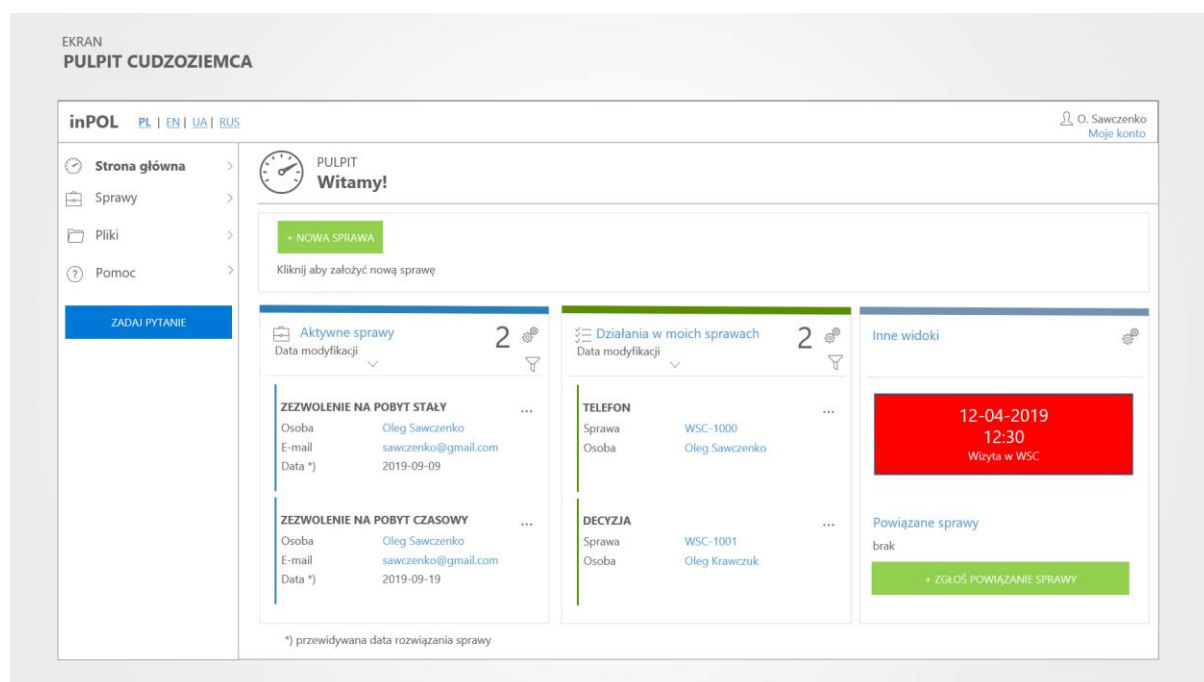 EKRAN
PULPIT CUDZOZIEMCA
inPOL PL | EN | UA | RUS
O. Sawczenko
Moje konto
Strona główna
Sprawy
Pliki
Pomoc
ZADAJ PYTANIE
PULPIT
Witamy!
+ NOWA SPRAWA
Kliknij aby założyć nową sprawę
Aktywne sprawy 2
Data modyfikacji
ZEZWOLENIE NA POBYT STAŁY ...
Osoba Oleg Sawczenko
E-mail sawczenko@gmail.com
Data *) 2019-09-09
ZEZWOLENIE NA POBYT CZASOWY ...
Osoba Oleg Sawczenko
E-mail sawczenko@gmail.com
Data *) 2019-09-19
Działania w moich sprawach 2
Data modyfikacji
TELEFON ...
Sprawa WSC-1000
Osoba Oleg Sawczenko
DECYZJA ...
Sprawa WSC-1001
Osoba Oleg Krawczuk
Inne widoki
12-04-2019
12:30
Wizyta w WSC
Powiązane sprawy
brak
+ ZGŁOŚ POWIĄZANIE SPRAWY
*) przewidywana data rozwiązania sprawy